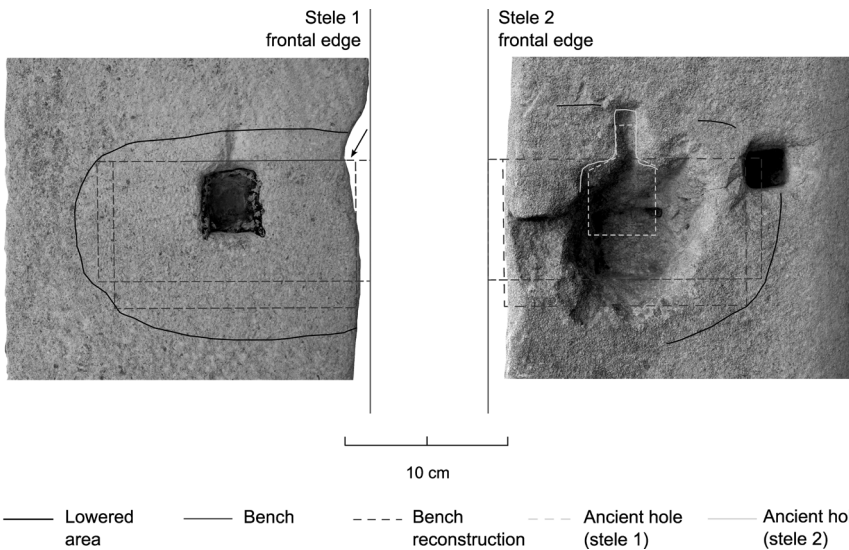 Stele 1
frontal edge
Stele 2
frontal edge
10 cm
Lowered
area
Bench
Bench
reconstruction
Ancient hole
(stele 1)
Ancient ho
(stele 2)